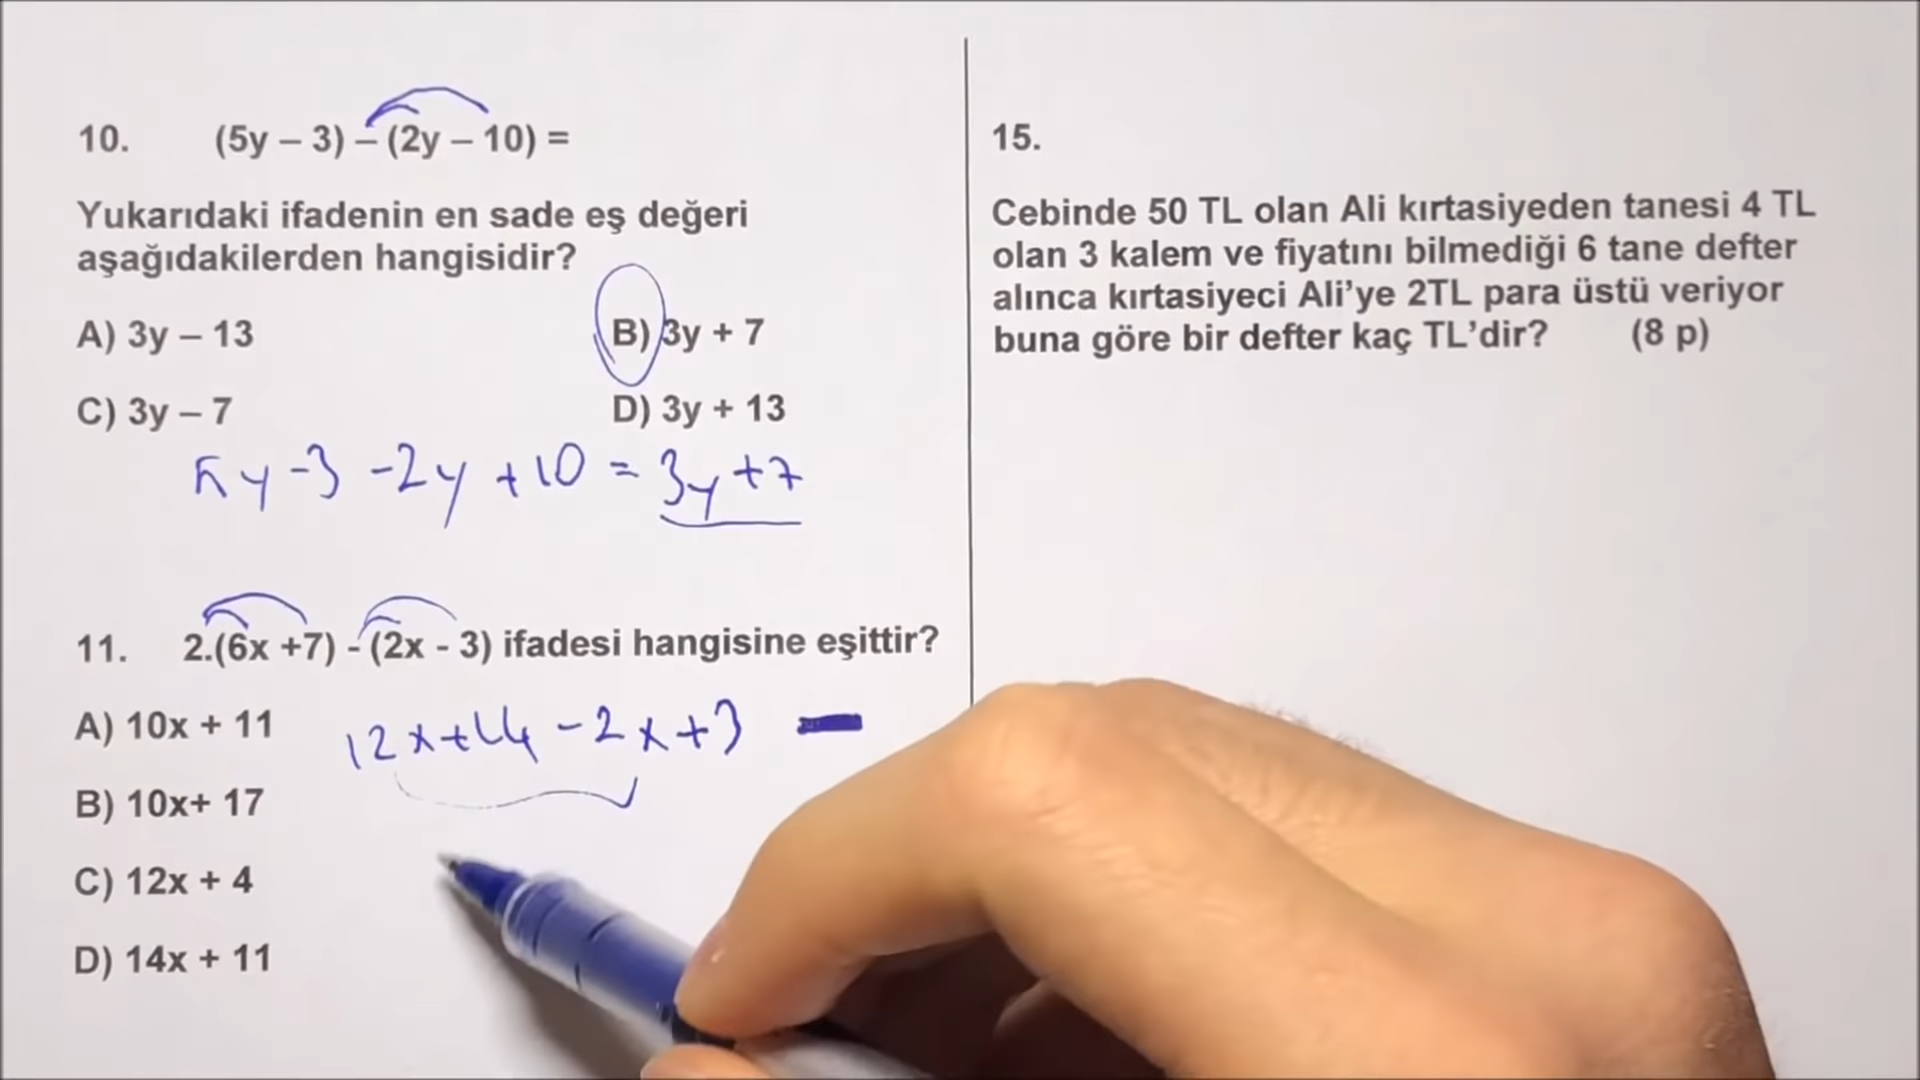 10. (5y – 3) – (2y – 10) =
Yukarıdaki ifadenin en sade eş değeri
aşağıdakilerden hangisidir?
A) 3y – 13
B) 3y + 7
C) 3y – 7
D) 3y + 13
5y -3 -2y +10 = 3y +7
11. 2.(6x +7) - (2x - 3) ifadesi hangisine eşittir?
12x+14 -2x+3
A) 10x + 11
B) 10x+ 17
C) 12x + 4
D) 14x + 11
15.
Cebinde 50 TL olan Ali kırtasiyeden tanesi 4 TL
olan 3 kalem ve fiyatını bilmediği 6 tane defter
alınca kırtasiyeci Ali’ye 2TL para üstü veriyor
buna göre bir defter kaç TL’dir? (8 p)